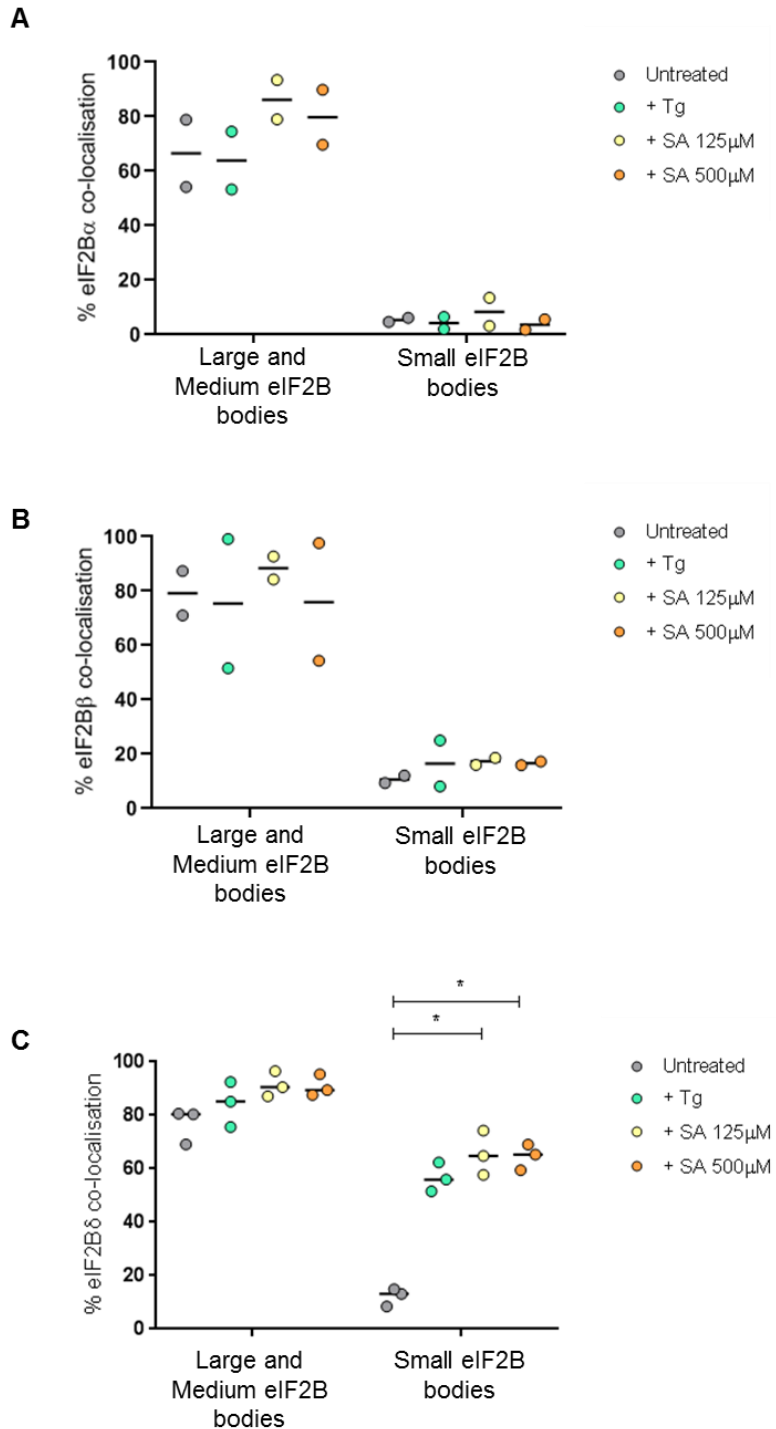 A
% eIF2Bα co-localisation
100
80
60
40
20
0
Large and
Medium eIF2B
bodies
Small eIF2B
bodies
Untreated
+ Tg
+ SA 125μM
+ SA 500μM
B
% eIF2Bβ co-localisation
100
80
60
40
20
0
Large and
Medium eIF2B
bodies
Small eIF2B
bodies
Untreated
+ Tg
+ SA 125μM
+ SA 500μM
C
% eIF2Bδ co-localisation
100
80
60
40
20
0
*
*
Large and
Medium eIF2B
bodies
Small eIF2B
bodies
Untreated
+ Tg
+ SA 125μM
+ SA 500μM